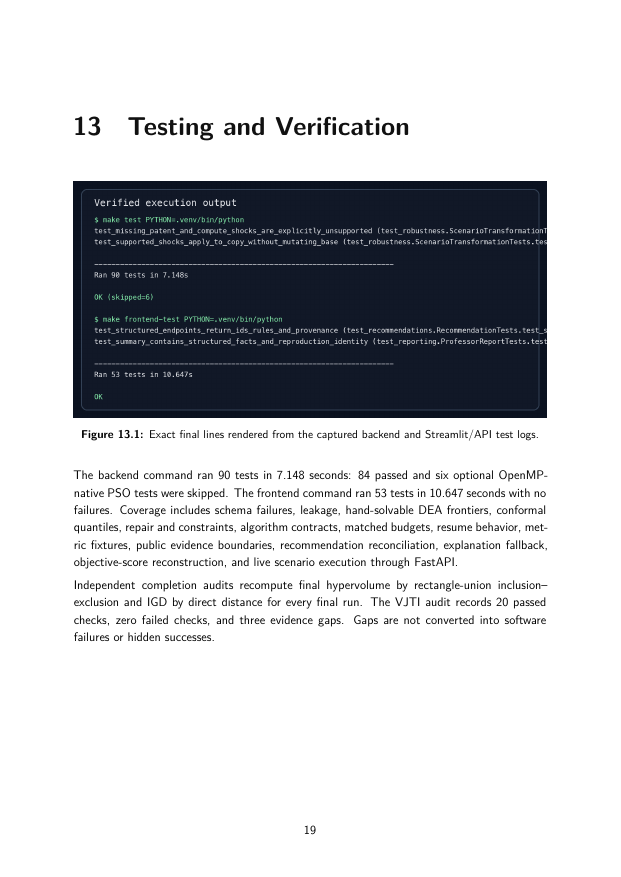 13 Testing and Verification
Verified execution output
$ make test PYTHON=.venv/bin/python
test_missing_patent_and_compute_shocks_are_explicitly_unsupported (test_robustness.ScenarioTransformationT
test_supported_shocks_apply_to_copy_without_mutating_base (test_robustness.ScenarioTransformationTests.tes
----------------------------------------------------------------------
Ran 90 tests in 7.148s
OK (skipped=6)
$ make frontend-test PYTHON=.venv/bin/python
test_structured_endpoints_return_ids_rules_and_provenance (test_recommendations.RecommendationTests.test_s
test_summary_contains_structured_facts_and_reproduction_identity (test_reporting.ProfessorReportTests.test
----------------------------------------------------------------------
Ran 53 tests in 10.647s
OK
Figure 13.1: Exact final lines rendered from the captured backend and Streamlit/API test logs.
The backend command ran 90 tests in 7.148 seconds: 84 passed and six optional OpenMP-
native PSO tests were skipped. The frontend command ran 53 tests in 10.647 seconds with no
failures. Coverage includes schema failures, leakage, hand-solvable DEA frontiers, conformal
quantiles, repair and constraints, algorithm contracts, matched budgets, resume behavior, met-
ric fixtures, public evidence boundaries, recommendation reconciliation, explanation fallback,
objective-score reconstruction, and live scenario execution through FastAPI.
Independent completion audits recompute final hypervolume by rectangle-union inclusion–
exclusion and IGD by direct distance for every final run. The VJTI audit records 20 passed
checks, zero failed checks, and three evidence gaps. Gaps are not converted into software
failures or hidden successes.
19